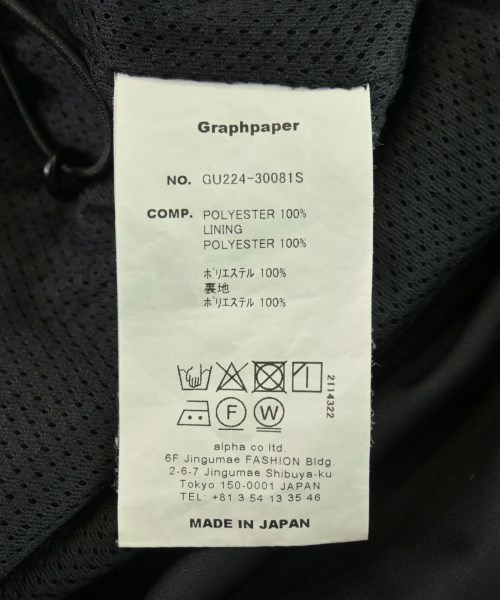 Graphpaper
NO. GU224-30081S
COMP. POLYESTER 100%
LINING
POLYESTER 100%
ﾎﾟﾘｴｽﾃﾙ 100%
裏地
ﾎﾟﾘｴｽﾃﾙ 100%
2114322
F W
alpha co ltd.
6F Jingumae FASHION Bldg.
2-6-7 Jingumae Shibuya-ku
Tokyo 150-0001 JAPAN
TEL: +81 3 54 13 35 46
MADE IN JAPAN